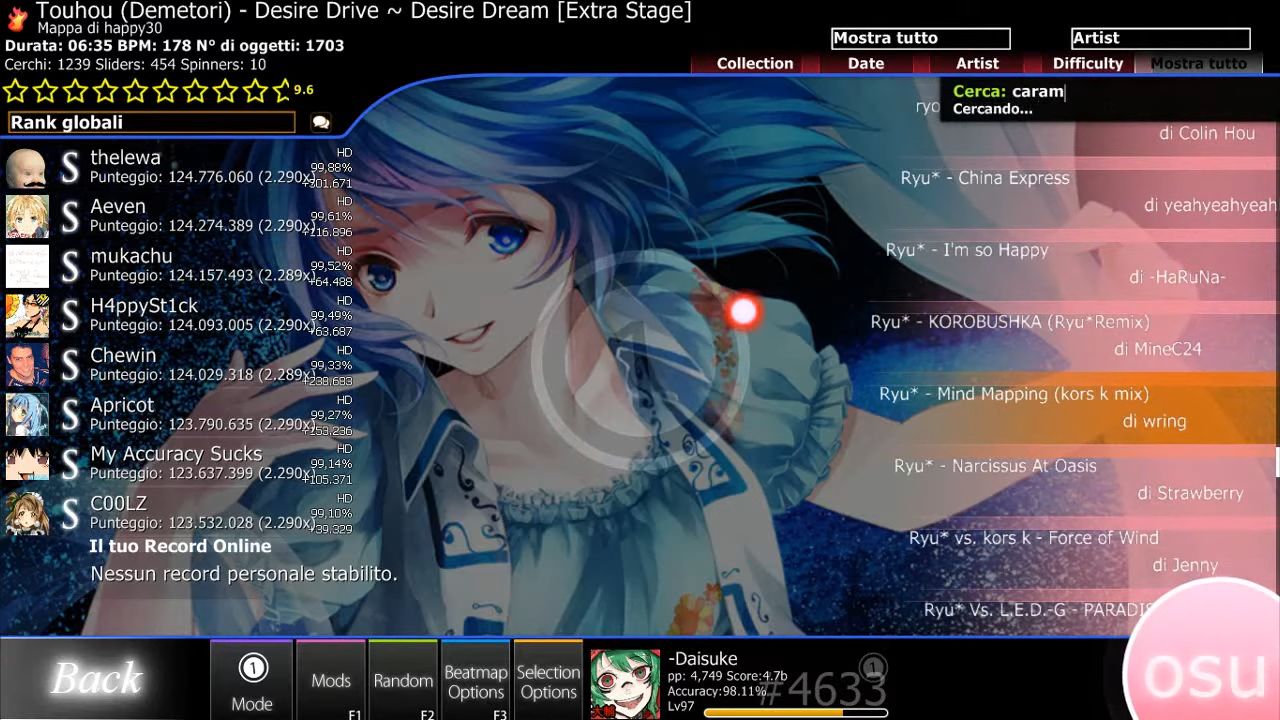 Touhou (Demetori) - Desire Drive ~ Desire Dream [Extra Stage]
Mappa di happy30
Durata: 06:35 BPM: 178 N° di oggetti: 1703
Cerchi: 1239 Sliders: 454 Spinners: 10
9.6
Rank globali
Mostra tutto
Artist
Collection
Date
Artist
Difficulty
Mostra tutto
Cerca: caram
Cercando...
S
thelewa
Punteggio: 124.776.060 (2.290x)
HD
99,88%
+301.671
S
Aeven
Punteggio: 124.274.389 (2.290x)
HD
99,61%
+116.896
S
mukachu
Punteggio: 124.157.493 (2.289x)
HD
99,52%
+64.488
S
H4ppySt1ck
Punteggio: 124.093.005 (2.290x)
HD
99,49%
+63.687
S
Chewin
Punteggio: 124.029.318 (2.289x)
HD
99,33%
+238.683
S
Apricot
Punteggio: 123.790.635 (2.290x)
HD
99,27%
+153.236
S
My Accuracy Sucks
Punteggio: 123.637.399 (2.290x)
HD
99,14%
+105.371
S
C00LZ
Punteggio: 123.532.028 (2.290x)
HD
99,10%
+39.329
Il tuo Record Online
Nessun record personale stabilito.
ryo
di Colin Hou
Ryu* - China Express
di yeahyeahyeah
Ryu* - I'm so Happy
di -HaRuNa-
Ryu* - KOROBUSHKA (Ryu*Remix)
di MineC24
Ryu* - Mind Mapping (kors k mix)
di wring
Ryu* - Narcissus At Oasis
di Strawberry
Ryu* vs. kors k - Force of Wind
di Jenny
Ryu* Vs. L.E.D.-G - PARADIS
Back
1
Mode
Mods
F1
Random
F2
Beatmap
Options
F3
Selection
Options
-Daisuke
pp: 4,749 Score:4.7b
Accuracy:98.11%
Lv97
#4633
1
osu